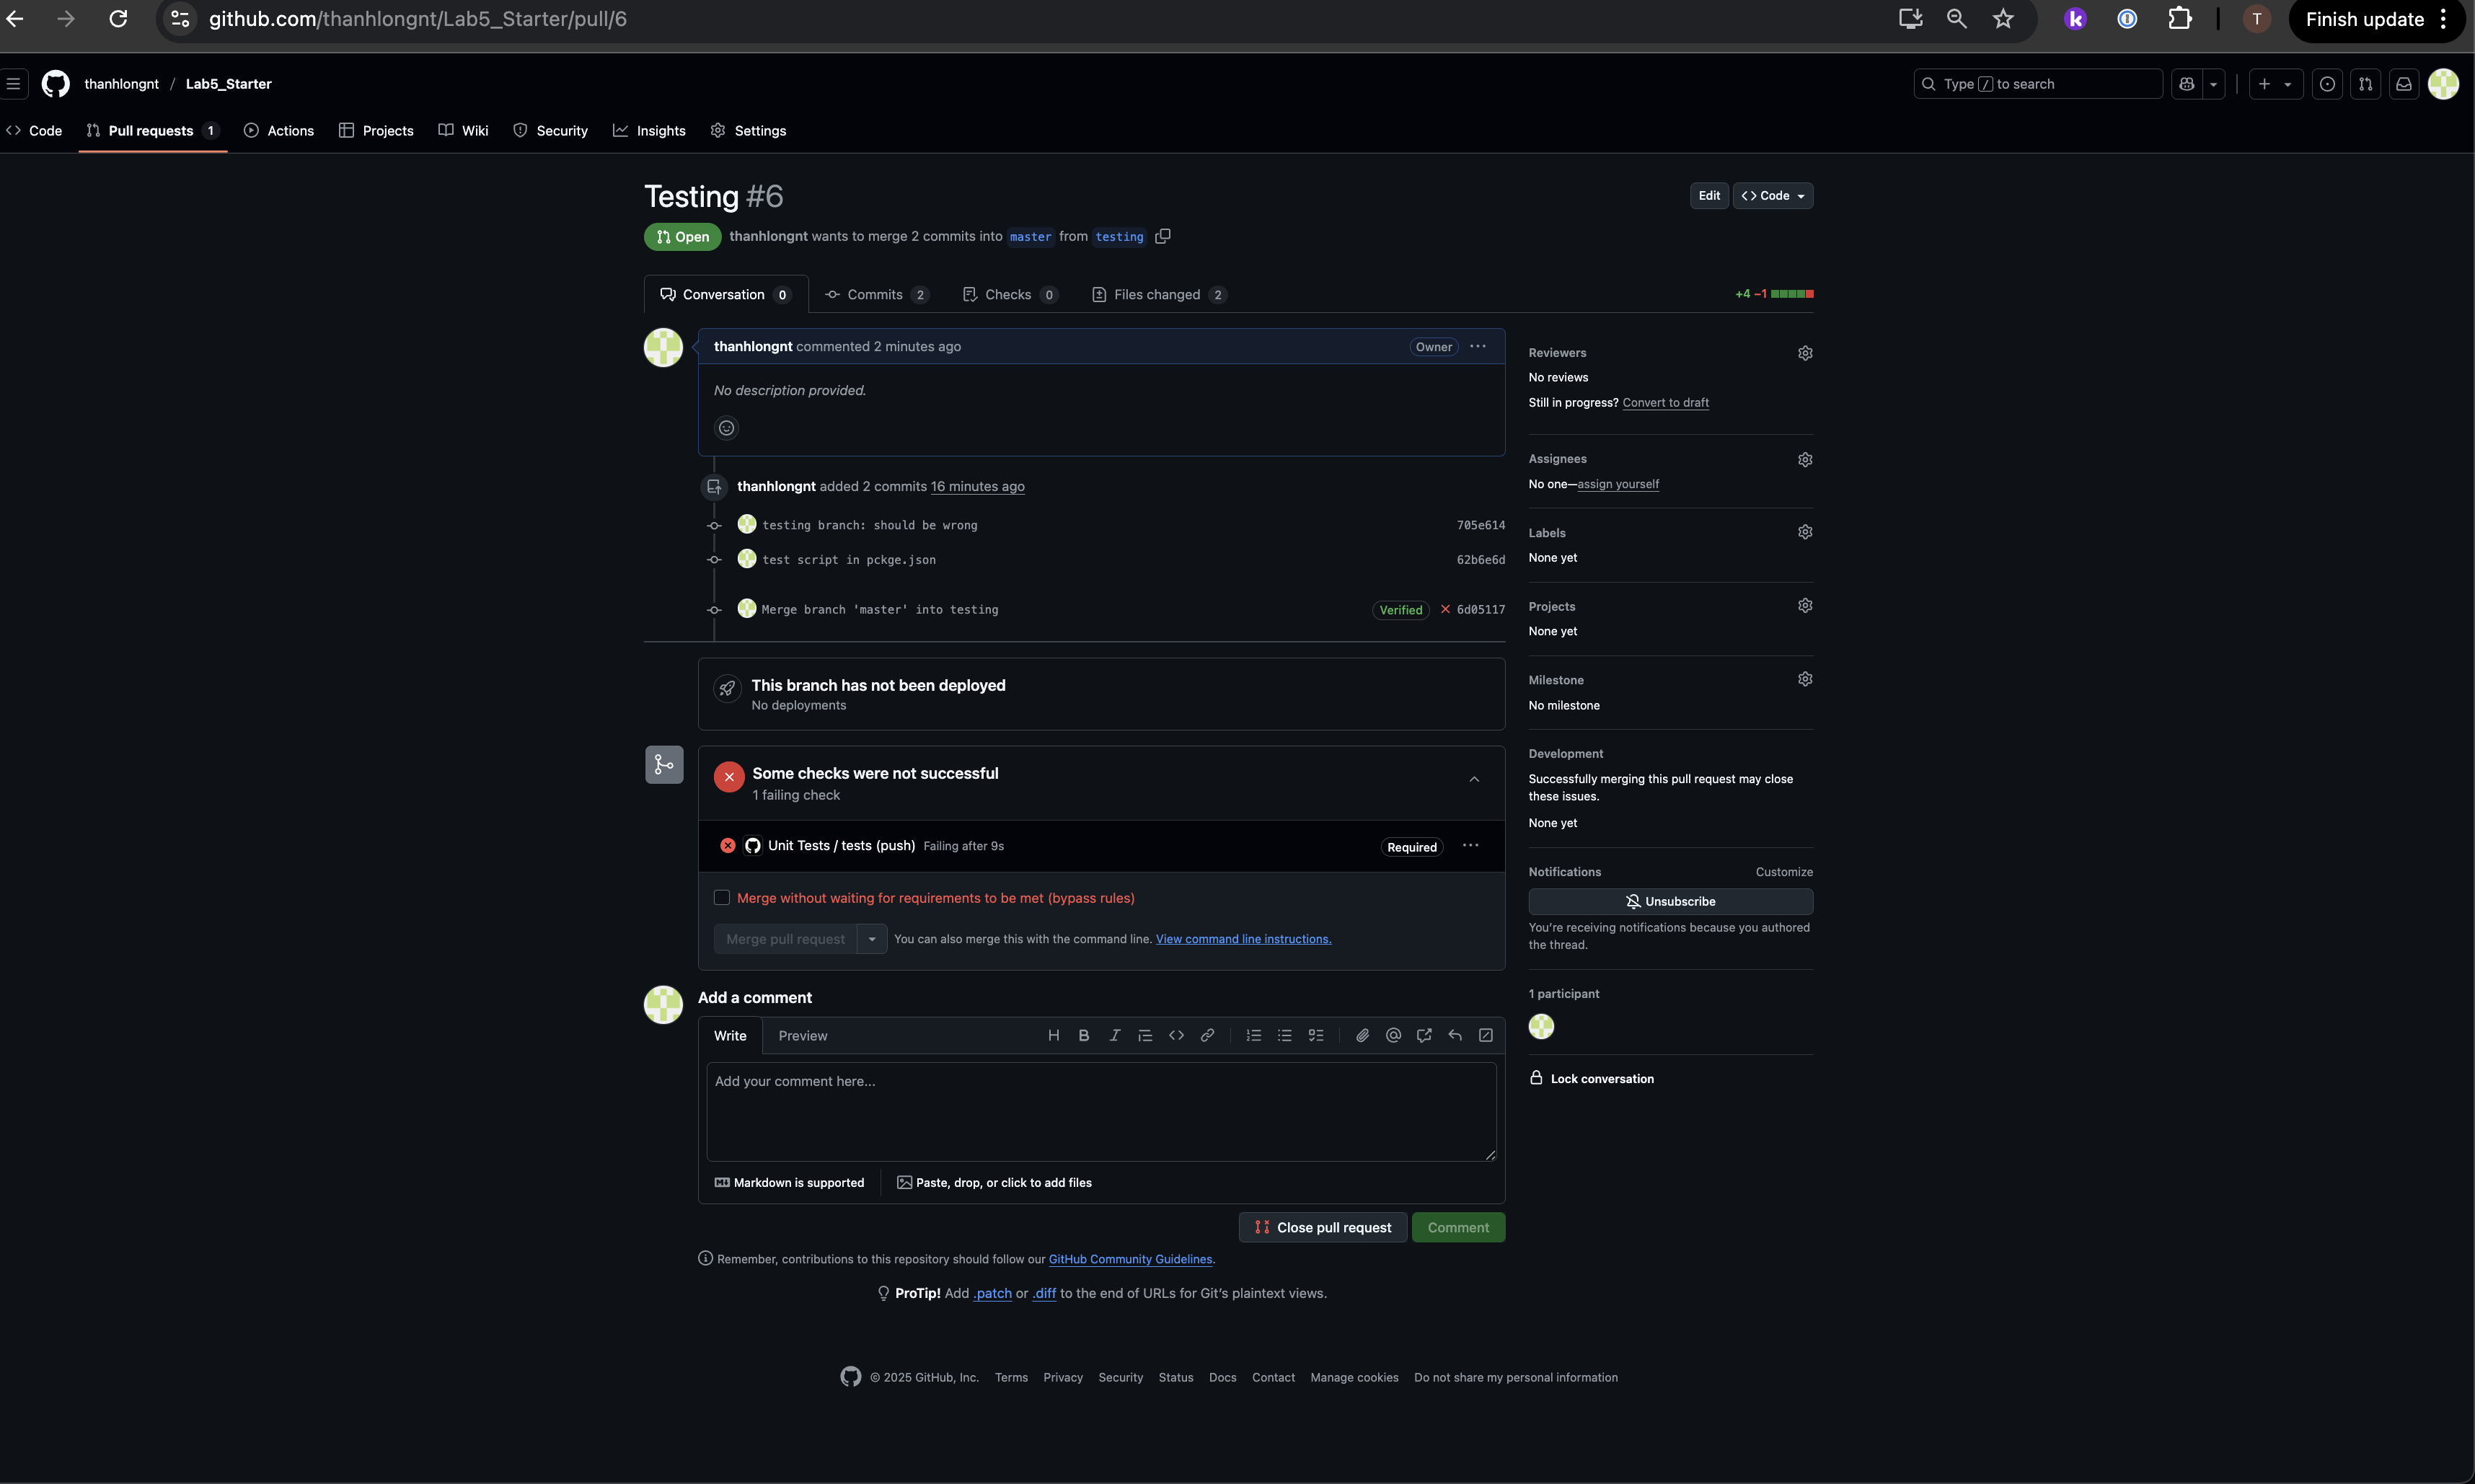 github.com/thanhlongnt/Lab5_Starter/pull/6
T
Finish update
thanhlongnt / Lab5_Starter
Type / to search
Code
Pull requests 1
Actions
Projects
Wiki
Security
Insights
Settings
Testing #6
Edit
Code
Open
thanhlongnt wants to merge 2 commits into master from testing
Conversation 0
Commits 2
Checks 0
Files changed 2
+4 −1
thanhlongnt commented 2 minutes ago
Owner
No description provided.
thanhlongnt added 2 commits 16 minutes ago
testing branch: should be wrong
705e614
test script in pckge.json
62b6e6d
Merge branch 'master' into testing
Verified
6d05117
This branch has not been deployed
No deployments
Some checks were not successful
1 failing check
Unit Tests / tests (push) Failing after 9s
Required
Merge without waiting for requirements to be met (bypass rules)
Merge pull request
You can also merge this with the command line. View command line instructions.
Add a comment
Write
Preview
Add your comment here...
Markdown is supported
Paste, drop, or click to add files
Close pull request
Comment
Remember, contributions to this repository should follow our GitHub Community Guidelines.
ProTip! Add .patch or .diff to the end of URLs for Git's plaintext views.
Reviewers
No reviews
Still in progress? Convert to draft
Assignees
No one—assign yourself
Labels
None yet
Projects
None yet
Milestone
No milestone
Development
Successfully merging this pull request may close
these issues.
None yet
Notifications
Customize
Unsubscribe
You're receiving notifications because you authored
the thread.
1 participant
Lock conversation
© 2025 GitHub, Inc.
Terms
Privacy
Security
Status
Docs
Contact
Manage cookies
Do not share my personal information